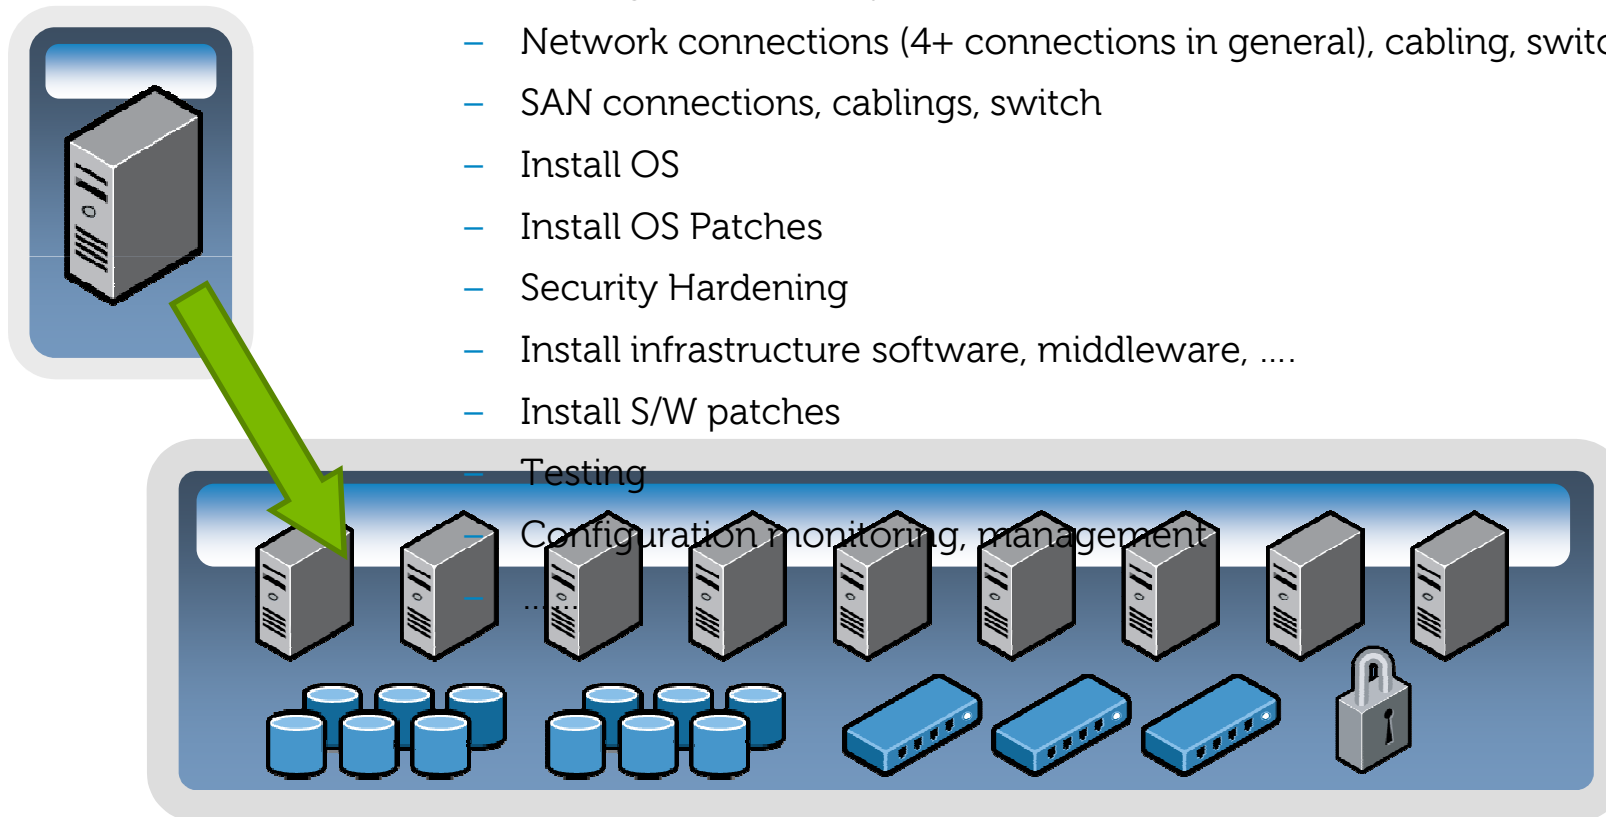 – Network connections (4+ connections in general), cabling, switc
– SAN connections, cablings, switch
– Install OS
– Install OS Patches
– Security Hardening
– Install infrastructure software, middleware, ....
– Install S/W patches
– Testing
– Configuration monitoring, management
– .......